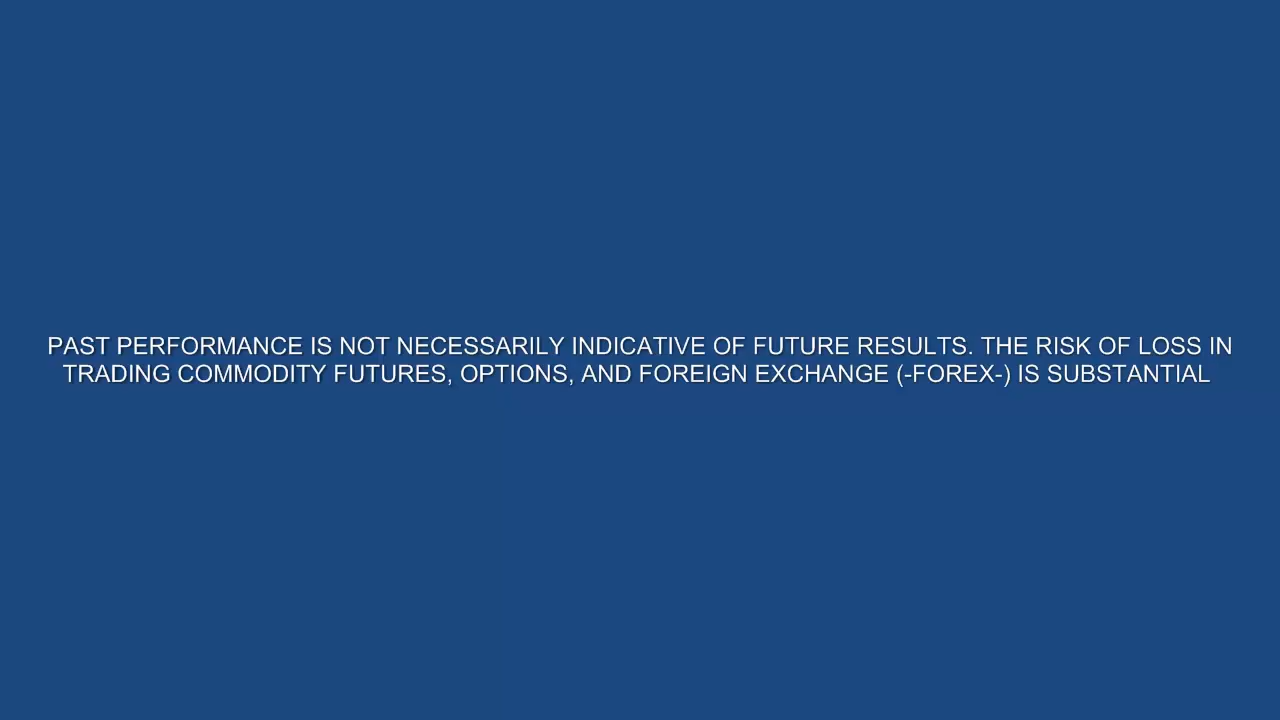 PAST PERFORMANCE IS NOT NECESSARILY INDICATIVE OF FUTURE RESULTS. THE RISK OF LOSS IN
TRADING COMMODITY FUTURES, OPTIONS, AND FOREIGN EXCHANGE (-FOREX-) IS SUBSTANTIAL